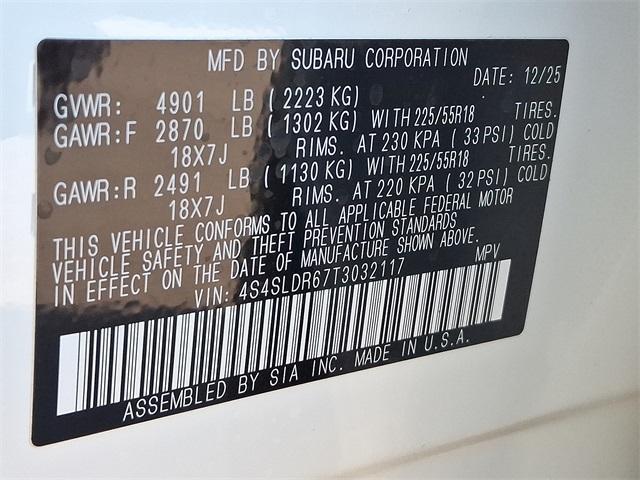 MFD BY SUBARU CORPORATION
DATE: 12/25
GVWR: 4901 LB (2223 KG)
GAWR:F 2870 LB (1302 KG) WITH 225/55R18 TIRES.
18X7J RIMS. AT 230 KPA (33 PSI) COLD
GAWR:R 2491 LB (1130 KG) WITH 225/55R18 TIRES.
18X7J RIMS. AT 220 KPA (32 PSI) COLD
THIS VEHICLE CONFORMS TO ALL APPLICABLE FEDERAL MOTOR
VEHICLE SAFETY AND THEFT PREVENTION STANDARDS
IN EFFECT ON THE DATE OF MANUFACTURE SHOWN ABOVE.
VIN: 4S4SLDR67T3032117 MPV
ASSEMBLED BY SIA INC. MADE IN U.S.A.